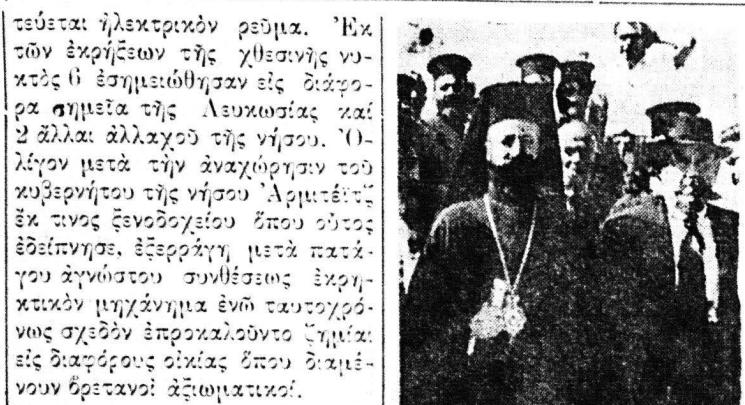 τεύεται ἠλεκτρικὸν ρεῦμα. Ἐκ
τῶν ἐκρήξεων τῆς χθεσινῆς νυ-
κτὸς 6 ἐσημειώθησαν εἰς διάφο-
ρα σημεῖα τῆς Λευκωσίας καί
2 ἄλλαι ἀλλαχοῦ τῆς νήσου. Ὀ-
λίγον μετὰ τὴν ἀναχώρησιν τοῦ
κυβερνήτου τῆς νήσου Ἀρμιτέϊτζ
ἔκ τινος ξενοδοχείου ὅπου οὗτος
ἐδείπνησε, ἐξερράγη μετὰ πατά-
γου ἀγνώστου συνθέσεως ἐκρη-
κτικὸν μηχάνημα ἐνῶ ταυτοχρό-
νως σχεδὸν ἐπροκαλοῦντο ζημίαι
εἰς διαφόρους οἰκίας ὅπου διαμέ-
νουν βρετανοὶ ἀξιωματικοί.